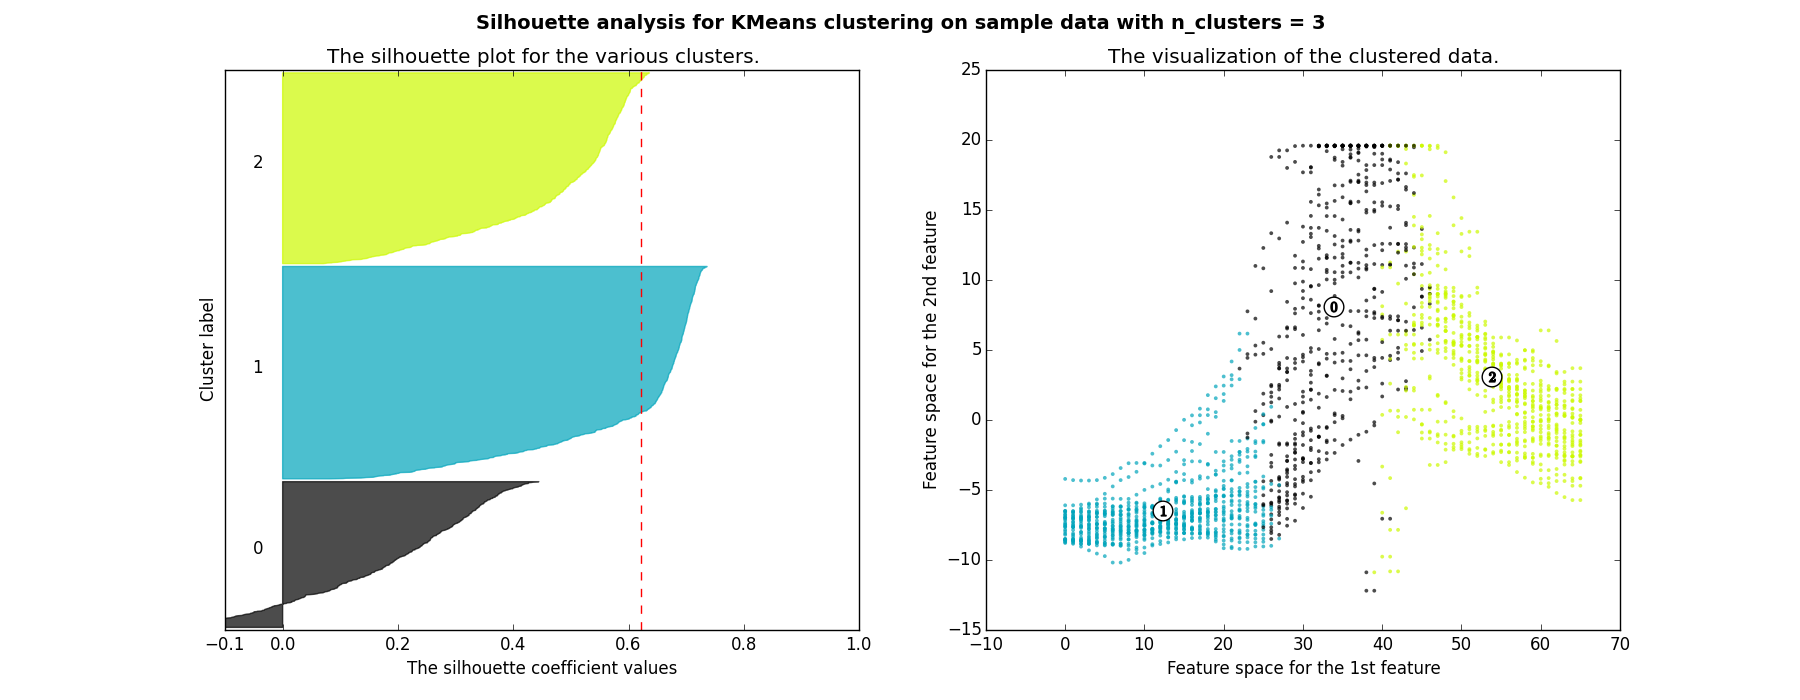 Silhouette analysis for KMeans clustering on sample data with n_clusters = 3
The silhouette plot for the various clusters.
2
1
0
Cluster label
−0.1 0.0 0.2 0.4 0.6 0.8 1.0
The silhouette coefficient values
The visualization of the clustered data.
25
20
15
10
5
0
−5
−10
−15
Feature space for the 2nd feature
0
2
1
−10 0 10 20 30 40 50 60 70
Feature space for the 1st feature